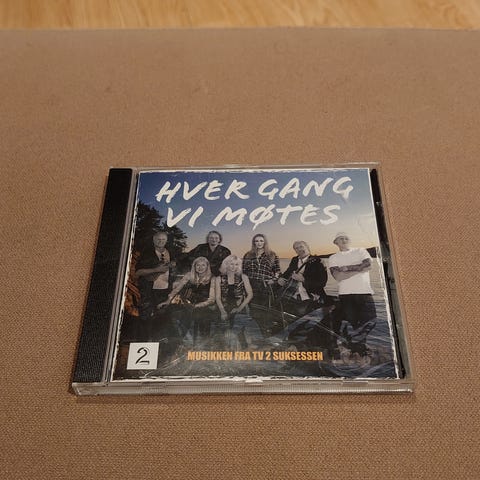 HVER GANG
VI MØTES
2
MUSIKKEN FRA TV 2 SUKSESSEN